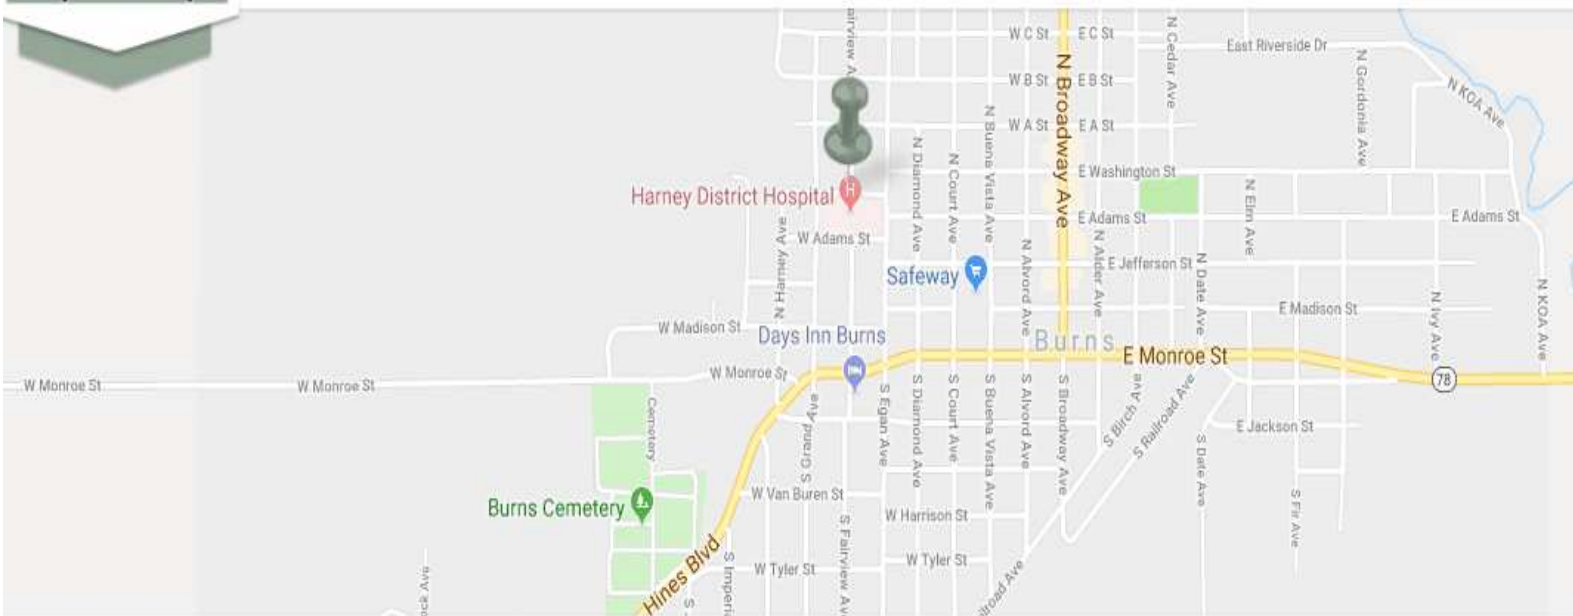 W C St
E C St
East Riverside Dr
N Cedar Ave
N Gordonia Ave
N KOA Ave
W B St
E B St
N Broadway Ave
N Buena Vista Ave
W A St
E A St
N Diamond Ave
N Court Ave
E Washington St
Harney District Hospital
H
N Elm Ave
E Adams St
E Adams St
W Adams St
N Harney Ave
N Alvord Ave
N Alder Ave
E Jefferson St
N Date Ave
Safeway
N Ivy Ave
N KOA Ave
E Madison St
W Madison St
Days Inn Burns
Burns
E Monroe St
W Monroe St
W Monroe St
W Monroe St
78
Cemetery
S Grand Ave
S Egan Ave
S Diamond Ave
S Court Ave
S Buena Vista Ave
S Alvord Ave
S Broadway Ave
S Birch Ave
S Railroad Ave
S Date Ave
E Jackson St
Burns Cemetery
W Van Buren St
S Fairview Av
W Harrison St
S Fir Ave
W Tyler St
W Tyler St
Hines Blvd
S Imperi